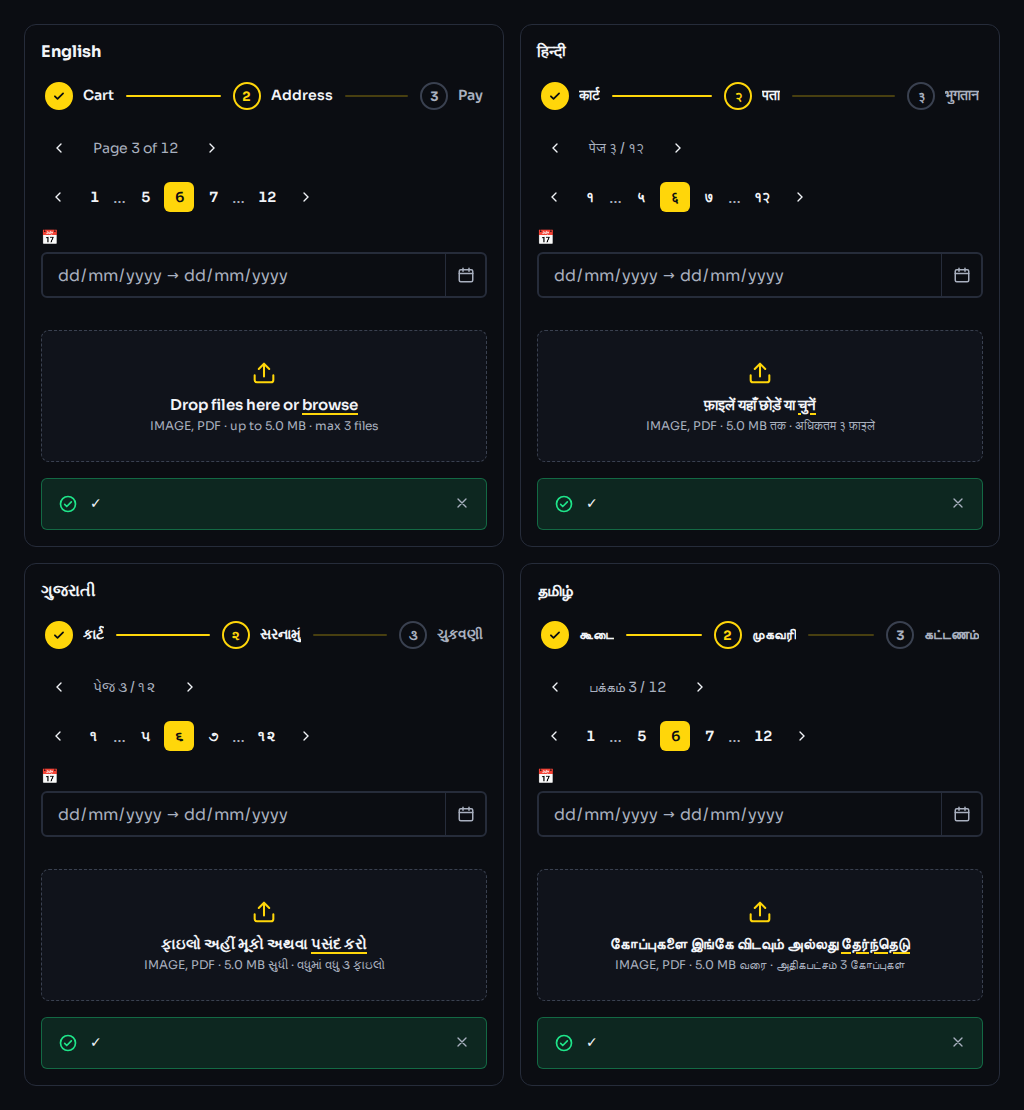 English
✓ Cart 2 Address 3 Pay
Page 3 of 12
1 … 5 6 7 … 12
📅
dd/mm/yyyy → dd/mm/yyyy
Drop files here or browse
IMAGE, PDF · up to 5.0 MB · max 3 files
✓
हिन्दी
✓ कार्ट २ पता ३ भुगतान
पेज ३ / १२
१ … ५ ६ ७ … १२
📅
dd/mm/yyyy → dd/mm/yyyy
फ़ाइलें यहाँ छोड़ें या चुनें
IMAGE, PDF · 5.0 MB तक · अधिकतम ३ फ़ाइलें
✓
ગુજરાતી
✓ કાર્ટ ૨ સરનામું ૩ ચુકવણી
પેજ ૩ / ૧૨
૧ … ૫ ૬ ૭ … ૧૨
📅
dd/mm/yyyy → dd/mm/yyyy
ફાઇલો અહીં મૂકો અથવા પસંદ કરો
IMAGE, PDF · 5.0 MB સુધી · વધુમાં વધુ ૩ ફાઇલો
✓
தமிழ்
✓ கூடை 2 முகவரி 3 கட்டணம்
பக்கம் 3 / 12
1 … 5 6 7 … 12
📅
dd/mm/yyyy → dd/mm/yyyy
கோப்புகளை இங்கே விடவும் அல்லது தேர்ந்தெடு
IMAGE, PDF · 5.0 MB வரை · அதிகபட்சம் 3 கோப்புகள்
✓